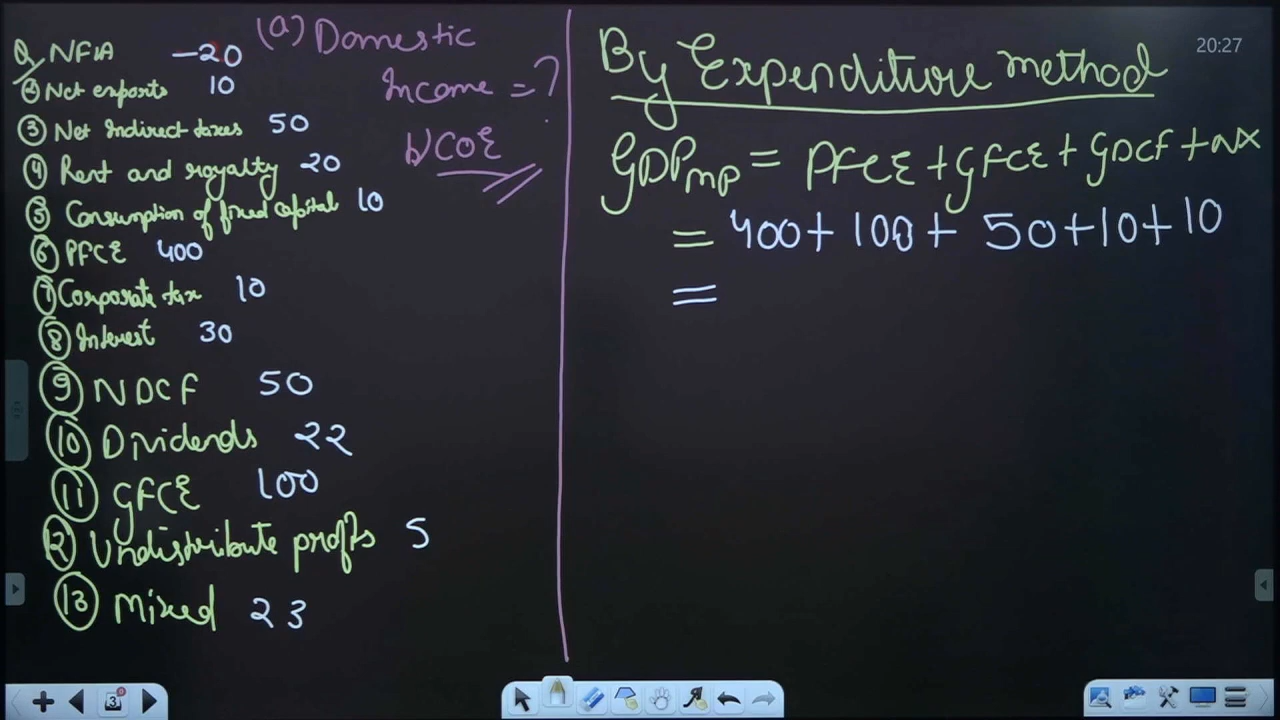 Q NFIA -20
② Net exports 10
③ Net Indirect taxes 50
④ Rent and royalty 20
⑤ Consumption of fixed capital 10
⑥ PFCE 400
⑦ Corporate tax 10
⑧ Interest 30
⑨ NDCF 50
⑩ Dividends 22
⑪ GFCE 100
⑫ Undistribute profits 5
⑬ Mixed 23
(a) Domestic
Income = ?
WCOE
By Expenditure method
GDPmp = PFCE + GFCE + GDCF + NX
= 400 + 100 + 50 + 10 + 10
=
20:27
3